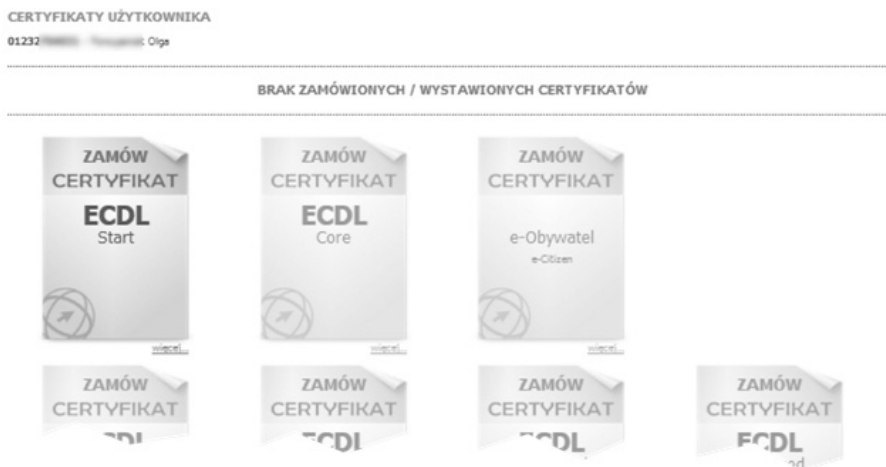 CERTYFIKATY UŻYTKOWNIKA
01232 Olga
BRAK ZAMÓWIONYCH / WYSTAWIONYCH CERTYFIKATÓW
ZAMÓW CERTYFIKAT
ECDL
Start
więcej...
ZAMÓW CERTYFIKAT
ECDL
Core
więcej...
ZAMÓW CERTYFIKAT
e-Obywatel
e-Citizen
więcej...
ZAMÓW CERTYFIKAT
ZAMÓW CERTYFIKAT
ZAMÓW CERTYFIKAT
ZAMÓW CERTYFIKAT
ECDL